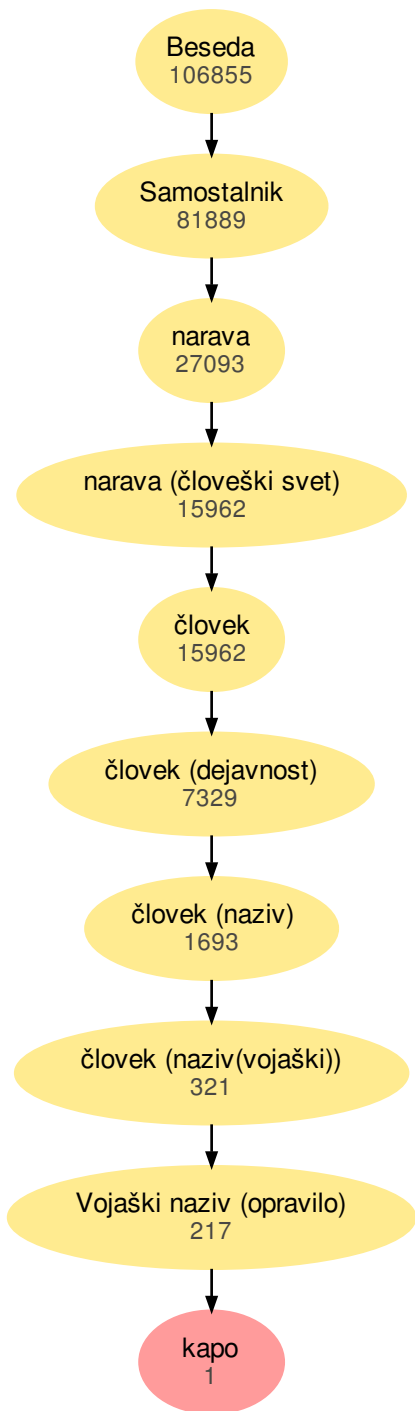 Beseda
106855
Samostalnik
81889
narava
27093
narava (človeški svet)
15962
človek
15962
človek (dejavnost)
7329
človek (naziv)
1693
človek (naziv(vojaški))
321
Vojaški naziv (opravilo)
217
kapo
1